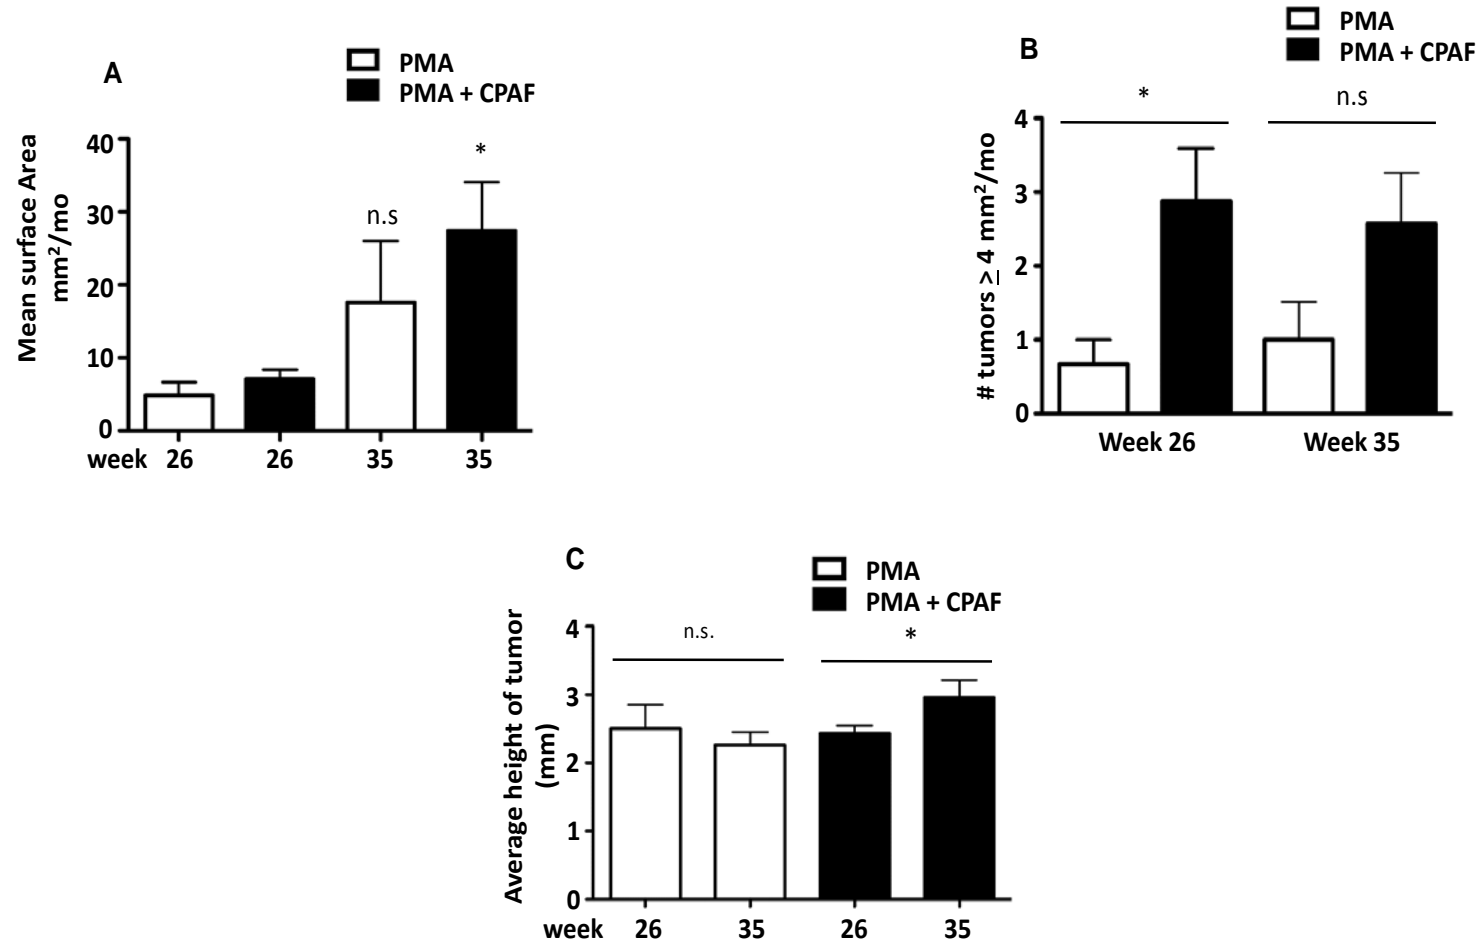 A
PMA
PMA + CPAF
Mean surface Area
mm²/mo
40
30
20
10
0
n.s
*
week 26 26 35 35
B
PMA
PMA + CPAF
# tumors ≥ 4 mm²/mo
4
3
2
1
0
*
n.s
Week 26 Week 35
C
PMA
PMA + CPAF
Average height of tumor
(mm)
4
3
2
1
0
n.s.
*
week 26 35 26 35